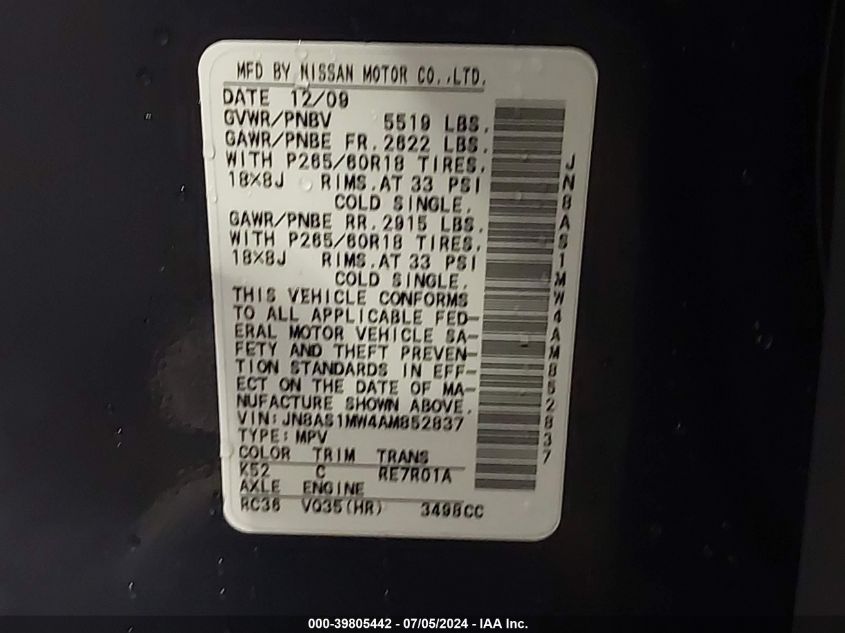 MFD BY NISSAN MOTOR CO.,LTD.
DATE 12/09
GVWR/PNBV 5519 LBS.
GAWR/PNBE FR. 2622 LBS.
WITH P265/60R18 TIRES,
18X8J RIMS.AT 33 PSI
COLD SINGLE.
GAWR/PNBE RR. 2915 LBS.
WITH P265/60R18 TIRES,
18X8J RIMS.AT 33 PSI
COLD SINGLE.
THIS VEHICLE CONFORMS
TO ALL APPLICABLE FED-
ERAL MOTOR VEHICLE SA-
FETY AND THEFT PREVEN-
TION STANDARDS IN EFF-
ECT ON THE DATE OF MA-
NUFACTURE SHOWN ABOVE.
VIN:JN8AS1MW4AM852837
TYPE:MPV
COLOR TRIM TRANS
K52 C RE7R01A
AXLE ENGINE
RC36 VQ35(HR) 3498CC
JN8AS1MW4AM852837
000-39805442 - 07/05/2024 - IAA Inc.